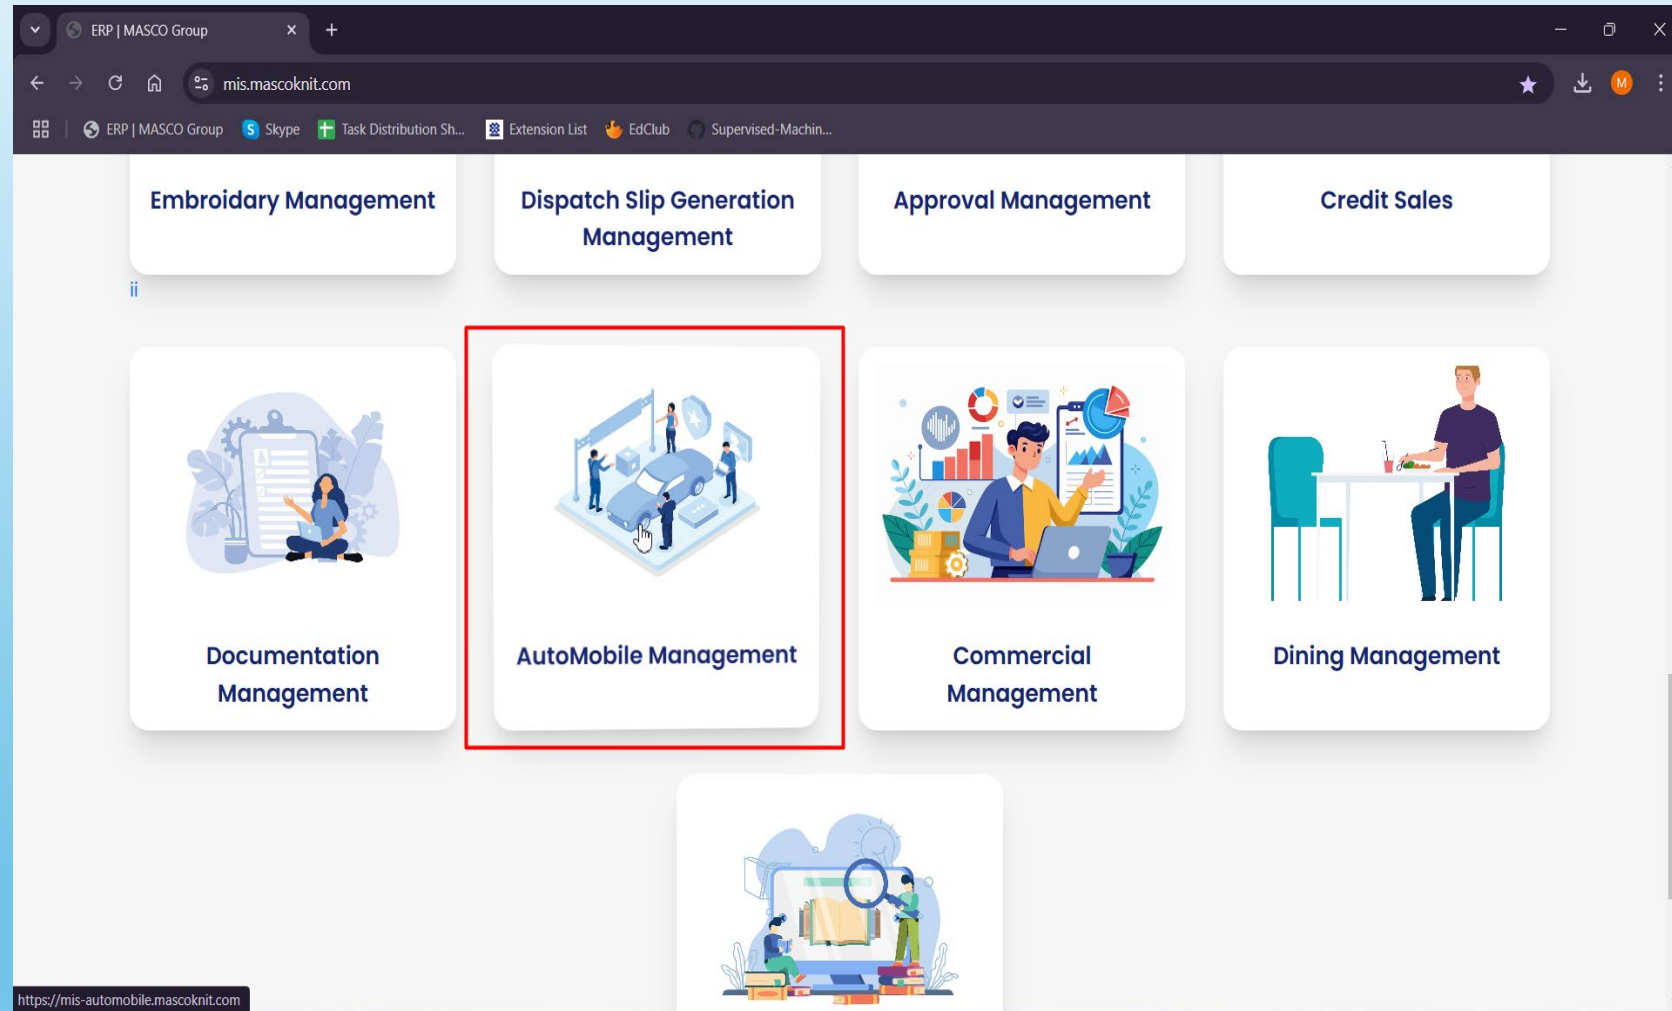 ERP | MASCO Group
mis.mascoknit.com
M
ERP | MASCO Group Skype Task Distribution Sh... Extension List EdClub Supervised-Machin...
Embroidary Management
Dispatch Slip Generation
Management
Approval Management
Credit Sales
ii
Documentation
Management
AutoMobile Management
Commercial
Management
Dining Management
https://mis-automobile.mascoknit.com